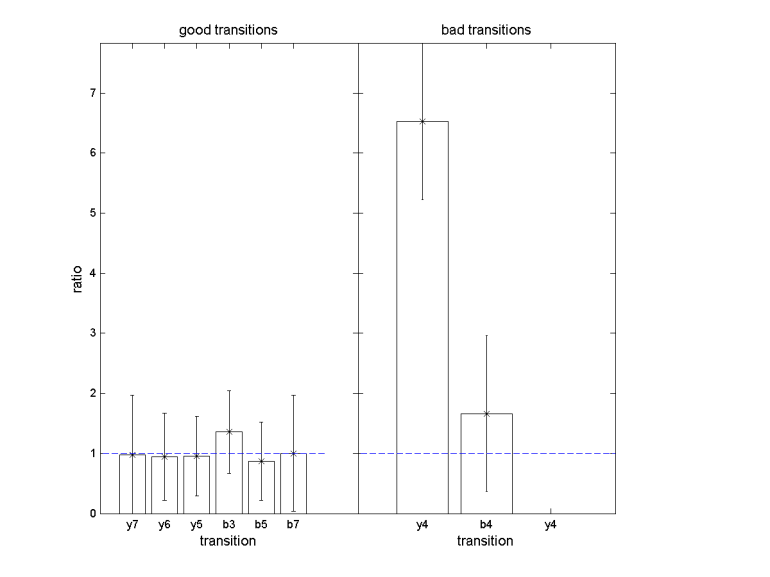 good transitions
bad transitions
7
6
5
4
3
2
1
0
ratio
y7 y6 y5 b3 b5 b7
y4 b4 y4
transition
transition